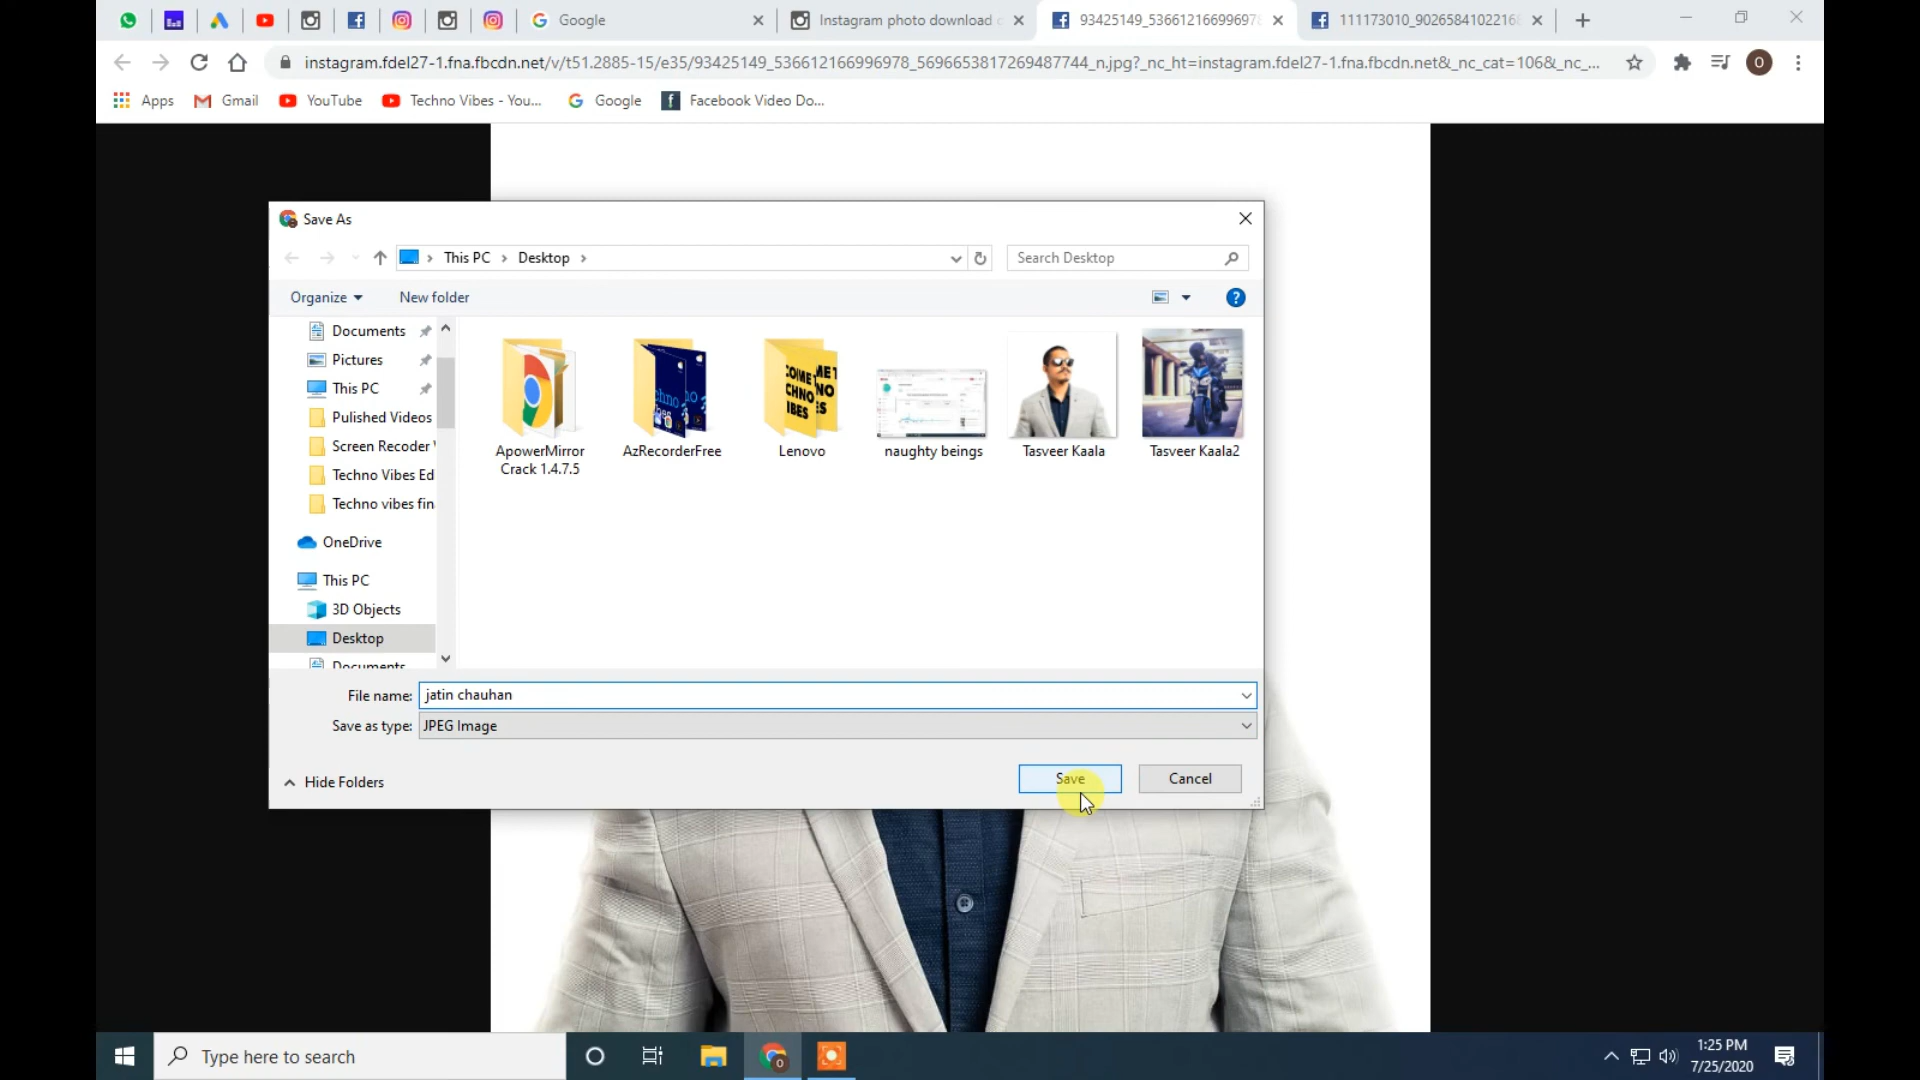 Google
Instagram photo download
93425149_536612166996978
111173010_90265841022168
instagram.fdel27-1.fna.fbcdn.net/v/t51.2885-15/e35/93425149_536612166996978_5696653817269487744_n.jpg?_nc_ht=instagram.fdel27-1.fna.fbcdn.net&_nc_cat=106&_nc_...
O
Apps
Gmail
YouTube
Techno Vibes - You...
Google
Facebook Video Do...
Save As
This PC
Desktop
Search Desktop
Organize
New folder
Documents
Pictures
This PC
Pulished Videos
Screen Recoder
Techno Vibes Ed
Techno vibes fin
OneDrive
This PC
3D Objects
Desktop
Documents
ApowerMirror
Crack 1.4.7.5
AzRecorderFree
Lenovo
naughty beings
Tasveer Kaala
Tasveer Kaala2
File name: jatin chauhan
Save as type: JPEG Image
Hide Folders
Save
Cancel
Type here to search
1:25 PM
7/25/2020